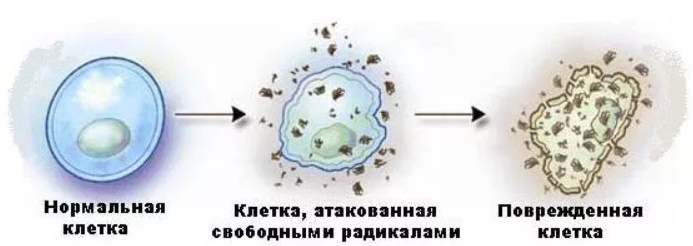 Нормальная
клетка
Клетка, атакованная
свободными радикалами
Поврежденная
клетка